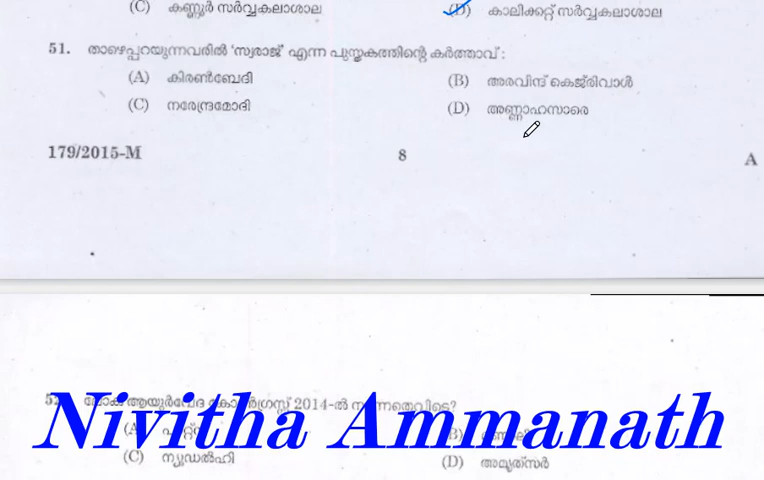 (C) കണ്ണൂർ സർവ്വകലാശാല (D) കാലിക്കറ്റ് സർവ്വകലാശാല
51. താഴെപ്പറയുന്നവരിൽ 'സ്വരാജ്' എന്ന പുസ്തകത്തിന്റെ കർത്താവ് :
(A) കിരൺബേദി (B) അരവിന്ദ് കെജ്‌രിവാൾ
(C) നരേന്ദ്രമോദി (D) അണ്ണാഹസാരെ
179/2015-M 8 A
ആയുർവേദ 2014-ൽ
Nivitha Ammanath
(C) ന്യൂഡൽഹി (D) അമൃത്സർ